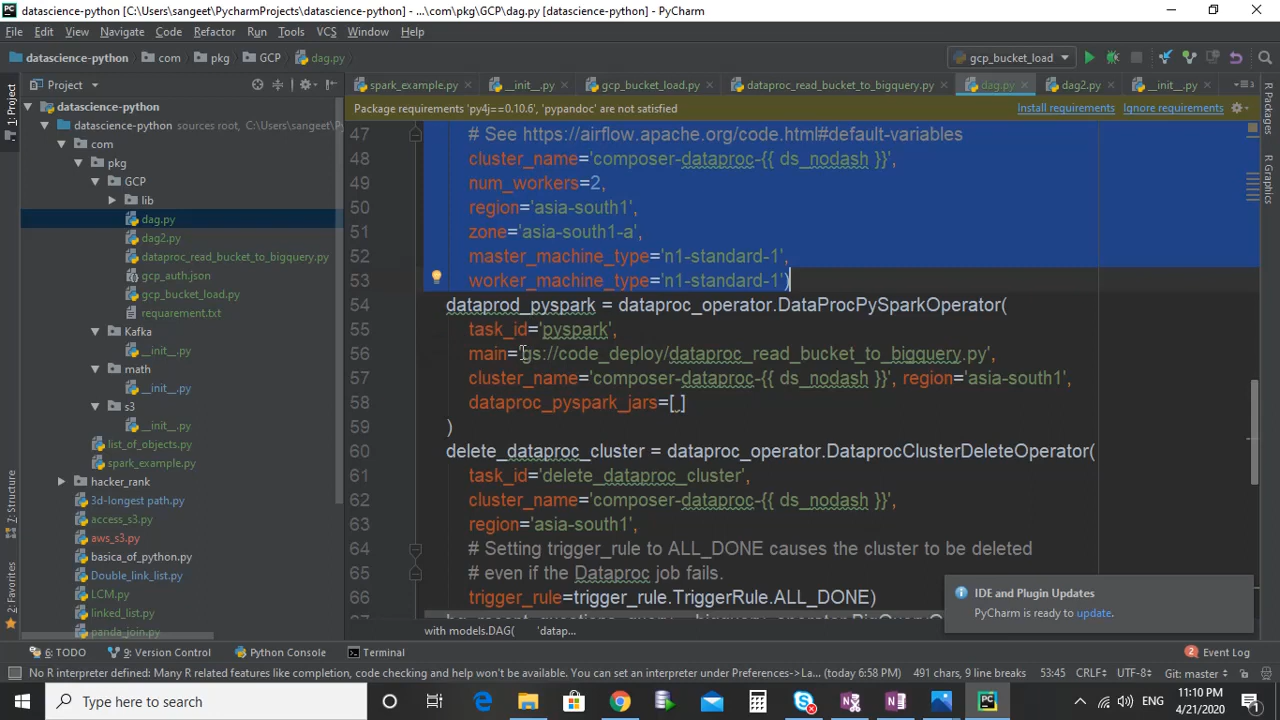 datascience-python [C:\Users\sangeet\PycharmProjects\datascience-python] - ...\com\pkg\GCP\dag.py [datascience-python] - PyCharm
File Edit View Navigate Code Refactor Run Tools VCS Window Help
datascience-python com pkg GCP dag.py gcp_bucket_load
Project spark_example.py __init__.py gcp_bucket_load.py dataproc_read_bucket_to_bigquery.py dag.py dag2.py __init__.py
Package requirements 'py4j==0.10.6', 'pypandoc' are not satisfied Install requirements Ignore requirements
1: Project
7: Structure
2: Favorites
R Packages
R Graphics
datascience-python
datascience-python sources root, C:\Users\sangeet\P
com
pkg
GCP
lib
dag.py
dag2.py
dataproc_read_bucket_to_bigquery.py
gcp_auth.json
gcp_bucket_load.py
requarement.txt
Kafka
__init__.py
math
__init__.py
s3
__init__.py
list_of_objects.py
spark_example.py
hacker_rank
3d-longest path.py
access_s3.py
aws_s3.py
basica_of_python.py
Double_link_list.py
LCM.py
linked_list.py
panda_join.py
47 # See https://airflow.apache.org/code.html#default-variables
48 cluster_name='composer-dataproc-{{ ds_nodash }}',
49 num_workers=2,
50 region='asia-south1',
51 zone='asia-south1-a',
52 master_machine_type='n1-standard-1',
53 worker_machine_type='n1-standard-1')
54 dataprod_pyspark = dataproc_operator.DataProcPySparkOperator(
55 task_id='pyspark',
56 main='gs://code_deploy/dataproc_read_bucket_to_bigquery.py',
57 cluster_name='composer-dataproc-{{ ds_nodash }}', region='asia-south1',
58 dataproc_pyspark_jars=[ ]
59 )
60 delete_dataproc_cluster = dataproc_operator.DataprocClusterDeleteOperator(
61 task_id='delete_dataproc_cluster',
62 cluster_name='composer-dataproc-{{ ds_nodash }}',
63 region='asia-south1',
64 # Setting trigger_rule to ALL_DONE causes the cluster to be deleted
65 # even if the Dataproc job fails.
66 trigger_rule=trigger_rule.TriggerRule.ALL_DONE)
with models.DAG( 'datap...
IDE and Plugin Updates
PyCharm is ready to update.
6: TODO 9: Version Control Python Console Terminal 2 Event Log
No R interpreter defined: Many R related features like completion, code checking and help won't be available. You can set an interpreter under Preferences->La... (today 6:58 PM) 491 chars, 9 line breaks 53:45 CRLF UTF-8 Git: master
Type here to search ENG 11:10 PM
4/21/2020